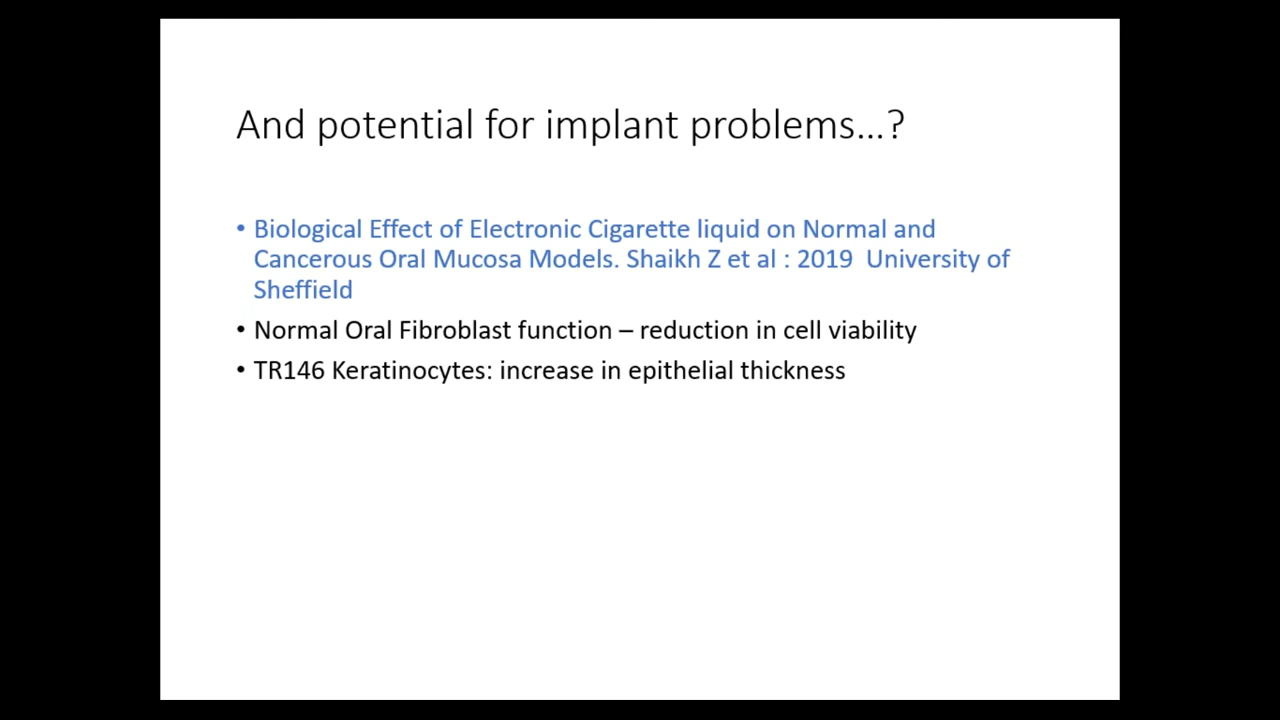 And potential for implant problems...?
• Biological Effect of Electronic Cigarette liquid on Normal and
Cancerous Oral Mucosa Models. Shaikh Z et al : 2019  University of
Sheffield
• Normal Oral Fibroblast function – reduction in cell viability
• TR146 Keratinocytes: increase in epithelial thickness